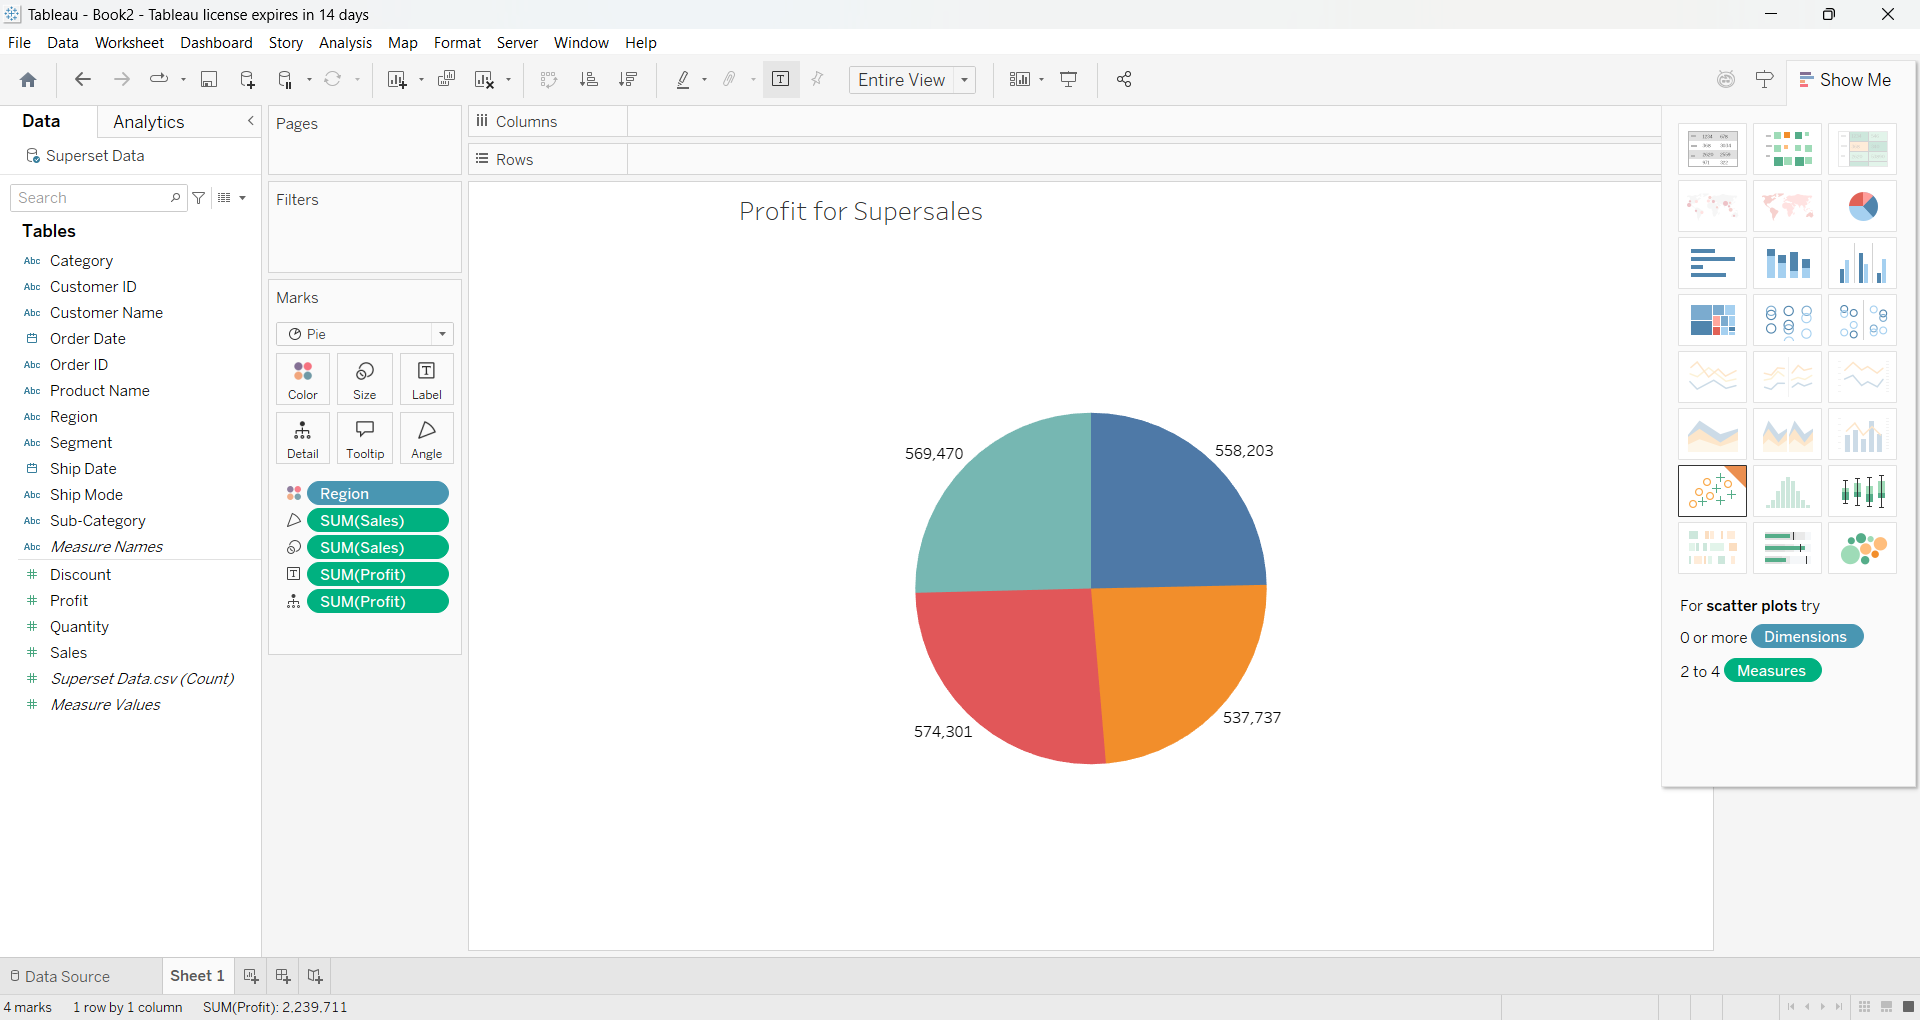 Tableau - Book2 - Tableau license expires in 14 days
File Data Worksheet Dashboard Story Analysis Map Format Server Window Help
Entire View
Show Me
Data Analytics
Superset Data
Search
Tables
Abc Category
Abc Customer ID
Abc Customer Name
Order Date
Abc Order ID
Abc Product Name
Abc Region
Abc Segment
Ship Date
Abc Ship Mode
Abc Sub-Category
Abc Measure Names
# Discount
# Profit
# Quantity
# Sales
# Superset Data.csv (Count)
# Measure Values
Pages
Filters
Marks
Pie
Color Size Label
Detail Tooltip Angle
Region
SUM(Sales)
SUM(Sales)
SUM(Profit)
SUM(Profit)
Columns
Rows
Profit for Supersales
569,470
558,203
574,301
537,737
For scatter plots try
0 or more Dimensions
2 to 4 Measures
Data Source Sheet 1
4 marks 1 row by 1 column SUM(Profit): 2,239,711